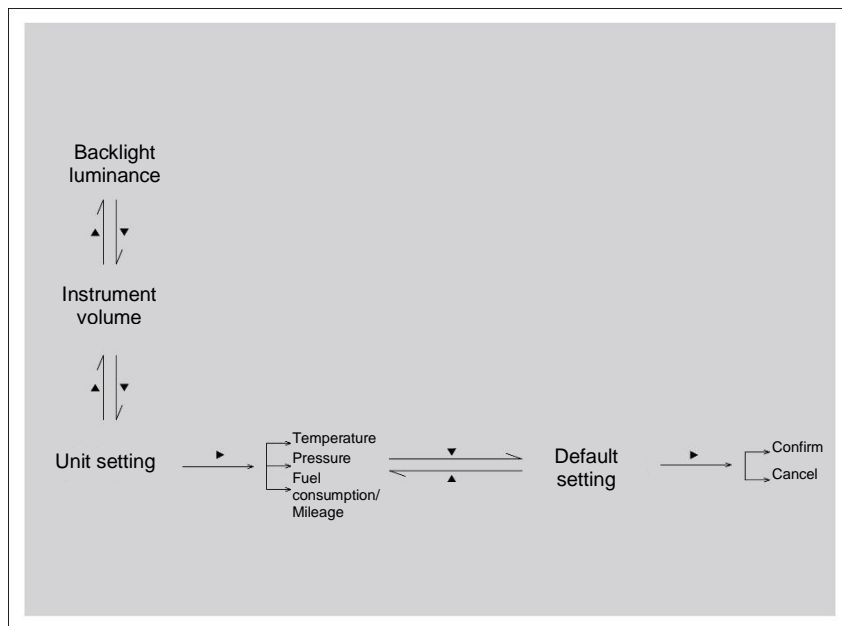 Backlight
luminance
Instrument
volume
Unit setting
Temperature
Pressure
Fuel
consumption/
Mileage
Default
setting
Confirm
Cancel